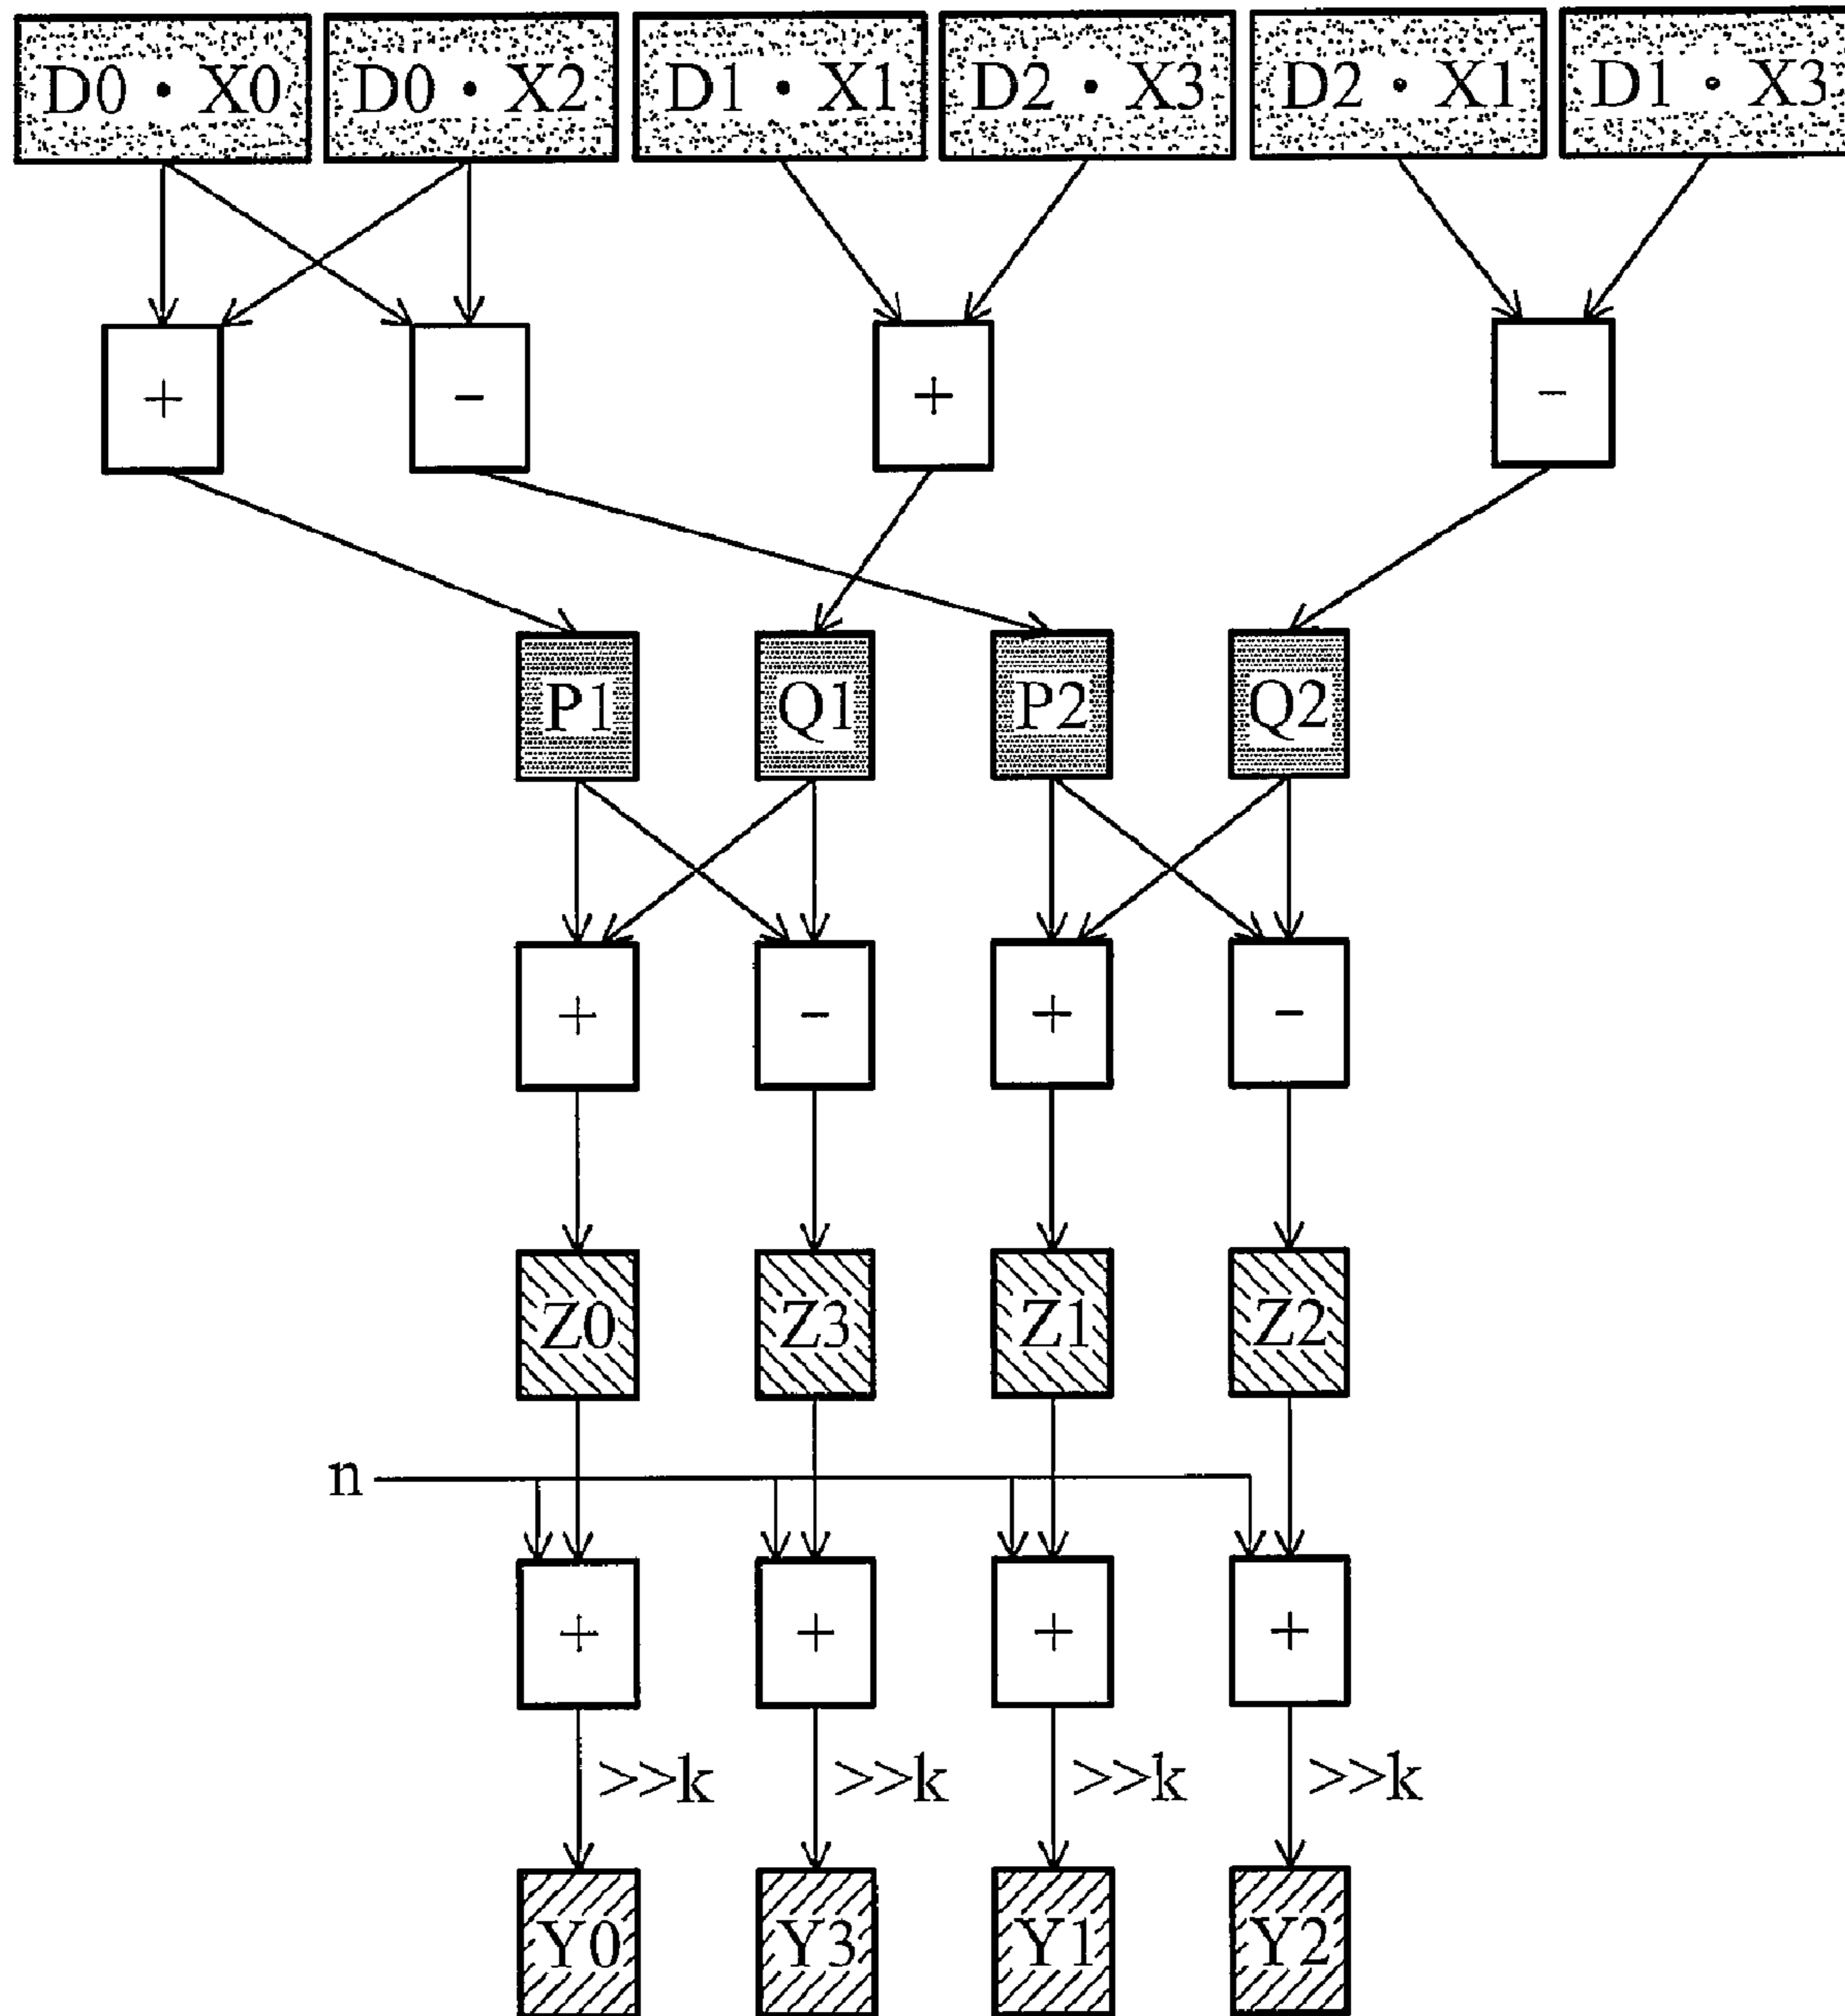 D0 · X0 D0 · X2 D1 · X1 D2 · X3 D2 · X1 D1 · X3
+ - + -
P1 Q1 P2 Q2
+ - + -
Z0 Z3 Z1 Z2
n
+ + + +
>>k >>k >>k >>k
Y0 Y3 Y1 Y2